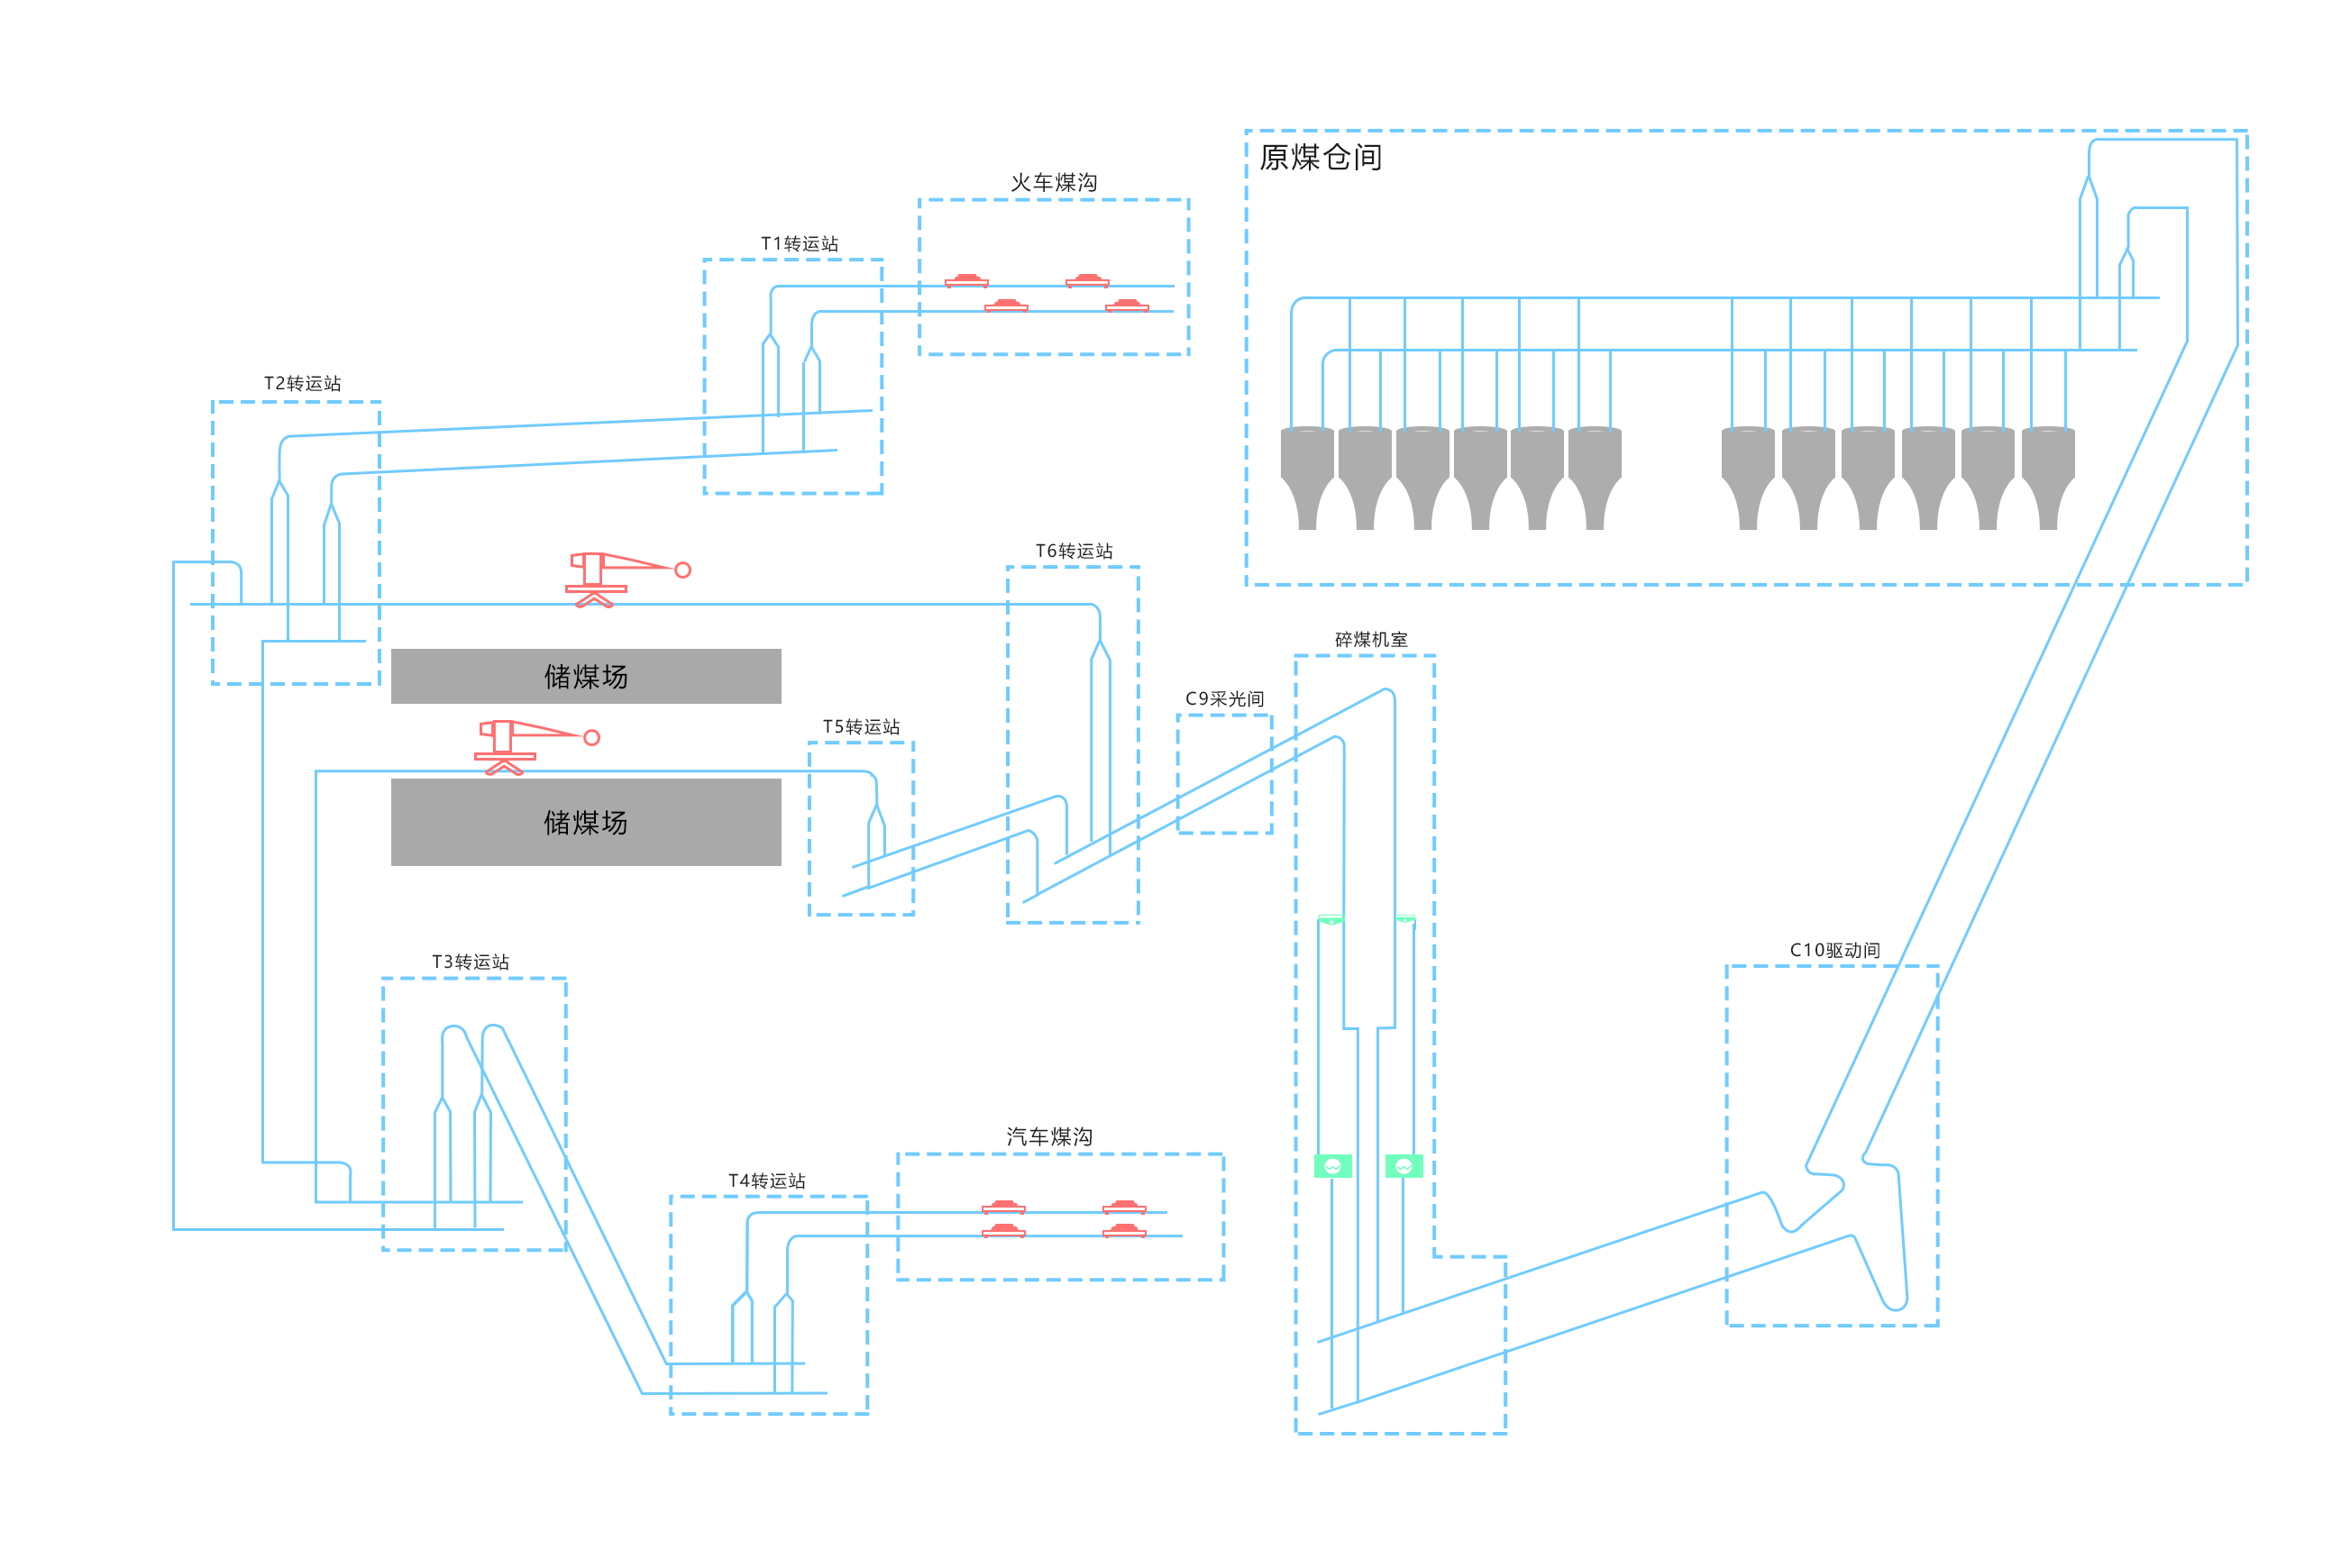 原煤仓间
火车煤沟
T1转运站
T2转运站
T6转运站
碎煤机室
储煤场
C9采光间
T5转运站
储煤场
C10驱动间
T3转运站
汽车煤沟
T4转运站